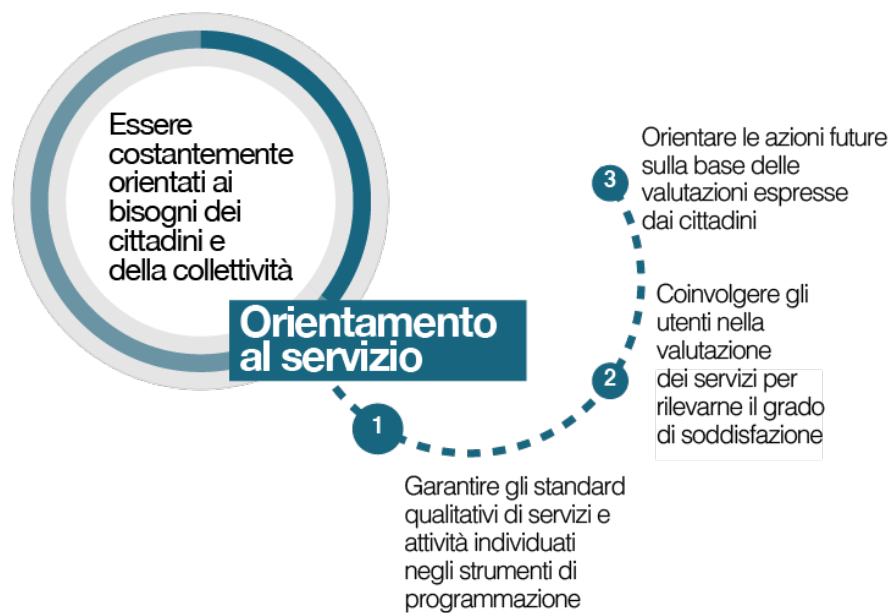 Essere
costantemente
orientati ai
bisogni dei
cittadini e
della collettività
Orientamento
al servizio
1
Garantire gli standard
qualitativi di servizi e
attività individuati
negli strumenti di
programmazione
2
Coinvolgere gli
utenti nella
valutazione
dei servizi per
rilevarne il grado
di soddisfazione
3
Orientare le azioni future
sulla base delle
valutazioni espresse
dai cittadini